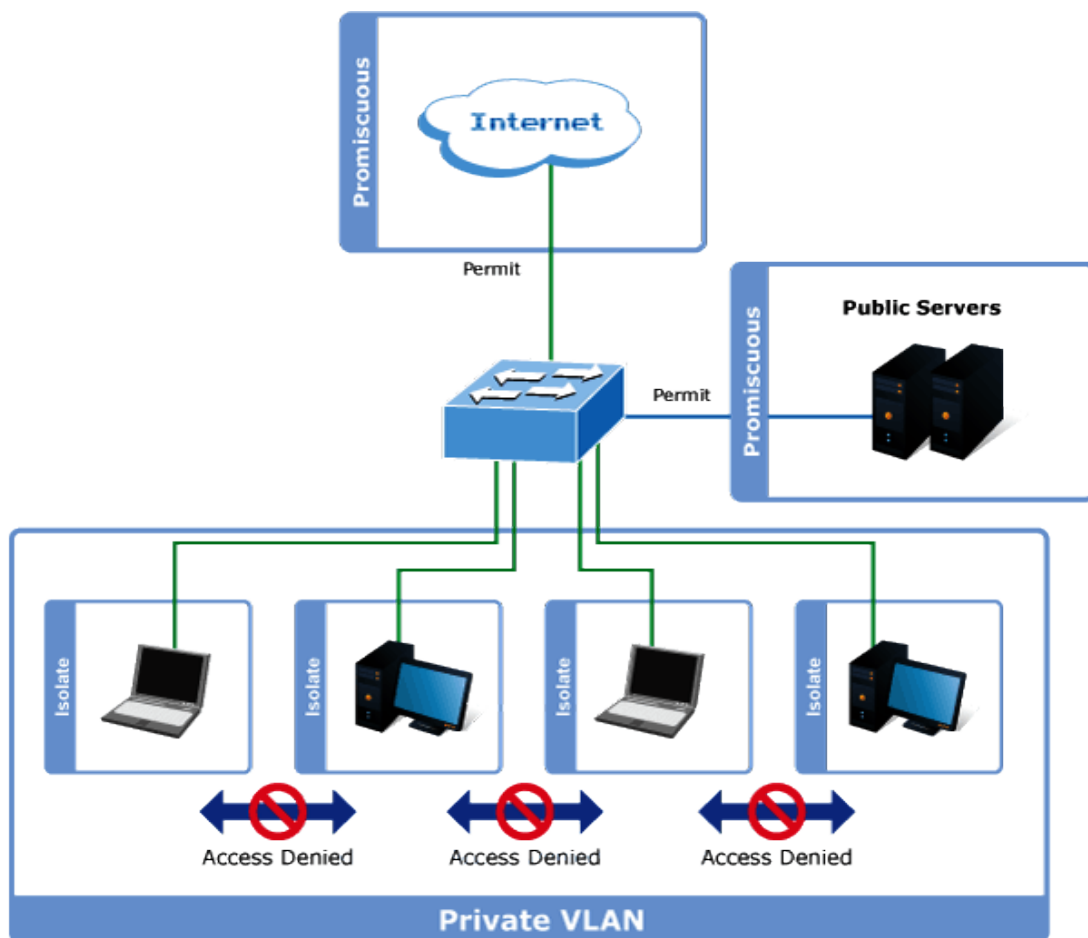 Promiscuous
Internet
Permit
Promiscuous
Public Servers
Permit
Isolate
Isolate
Isolate
Isolate
Access Denied
Access Denied
Access Denied
Private VLAN